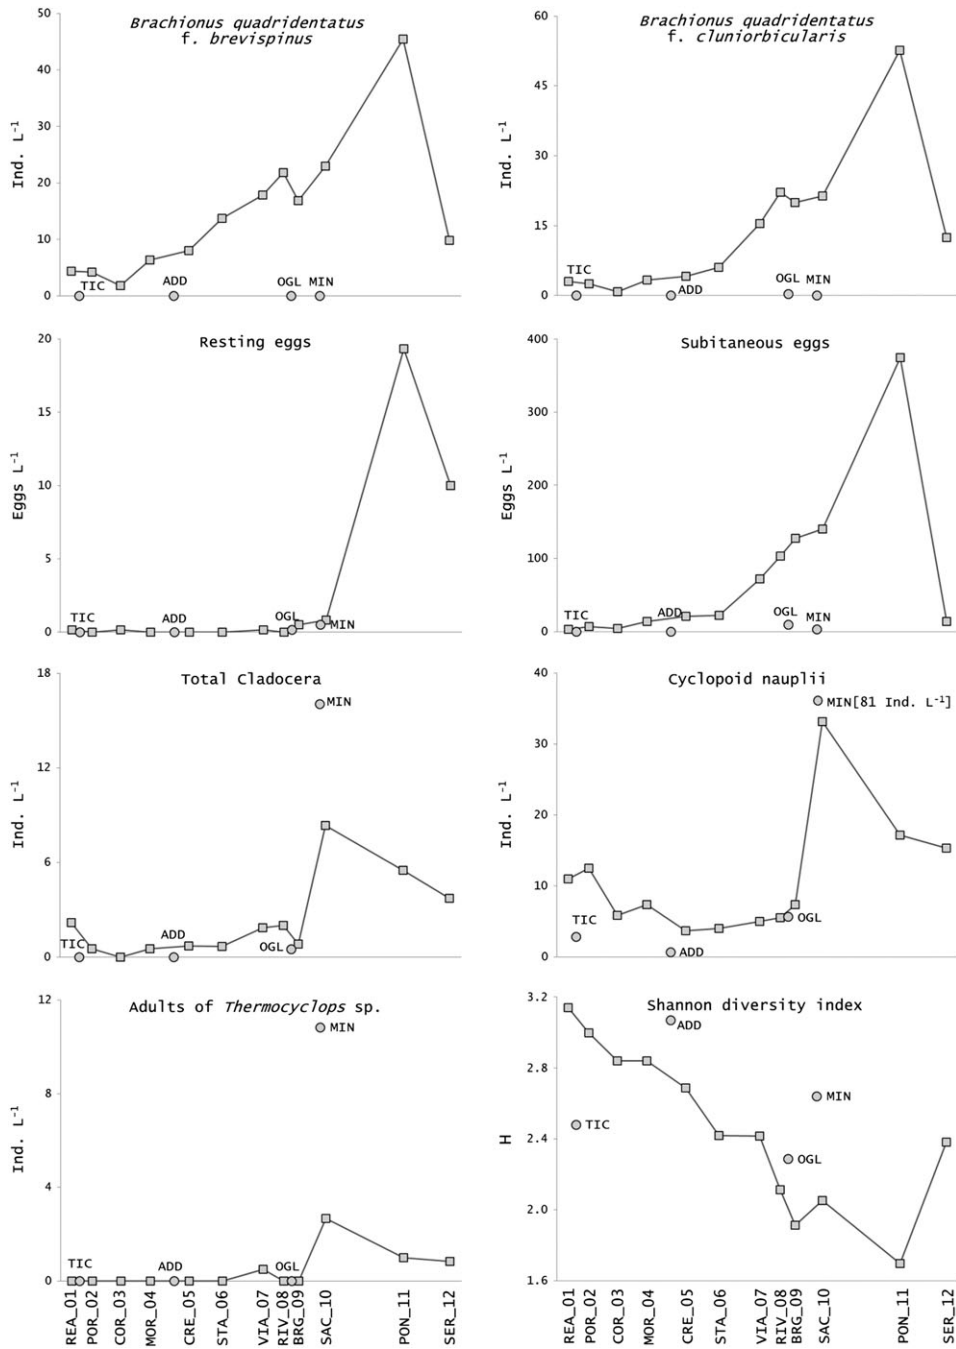 Brachionus quadridentatus
f. brevispinus
50
40
30
20
10
0
Ind. L⁻¹
TIC
ADD
OGL
MIN
Brachionus quadridentatus
f. cluniorbicularis
60
45
30
15
0
Ind. L⁻¹
TIC
ADD
OGL
MIN
Resting eggs
20
15
10
5
0
Eggs L⁻¹
TIC
ADD
OGL
MIN
Subitaneous eggs
400
300
200
100
0
Eggs L⁻¹
TIC
ADD
OGL
MIN
Total Cladocera
18
12
6
0
Ind. L⁻¹
TIC
ADD
OGL
MIN
Cyclopoid nauplii
40
30
20
10
0
Ind. L⁻¹
TIC
ADD
OGL
MIN[81 Ind. L⁻¹]
Adults of Thermocyclops sp.
12
8
4
0
Ind. L⁻¹
TIC
ADD
OGL
MIN
REA_01
POR_02
COR_03
MOR_04
CRE_05
STA_06
VIA_07
RIV_08
BRG_09
SAC_10
PON_11
SER_12
Shannon diversity index
3.2
2.8
2.4
2.0
1.6
H
TIC
ADD
OGL
MIN
REA_01
POR_02
COR_03
MOR_04
CRE_05
STA_06
VIA_07
RIV_08
BRG_09
SAC_10
PON_11
SER_12